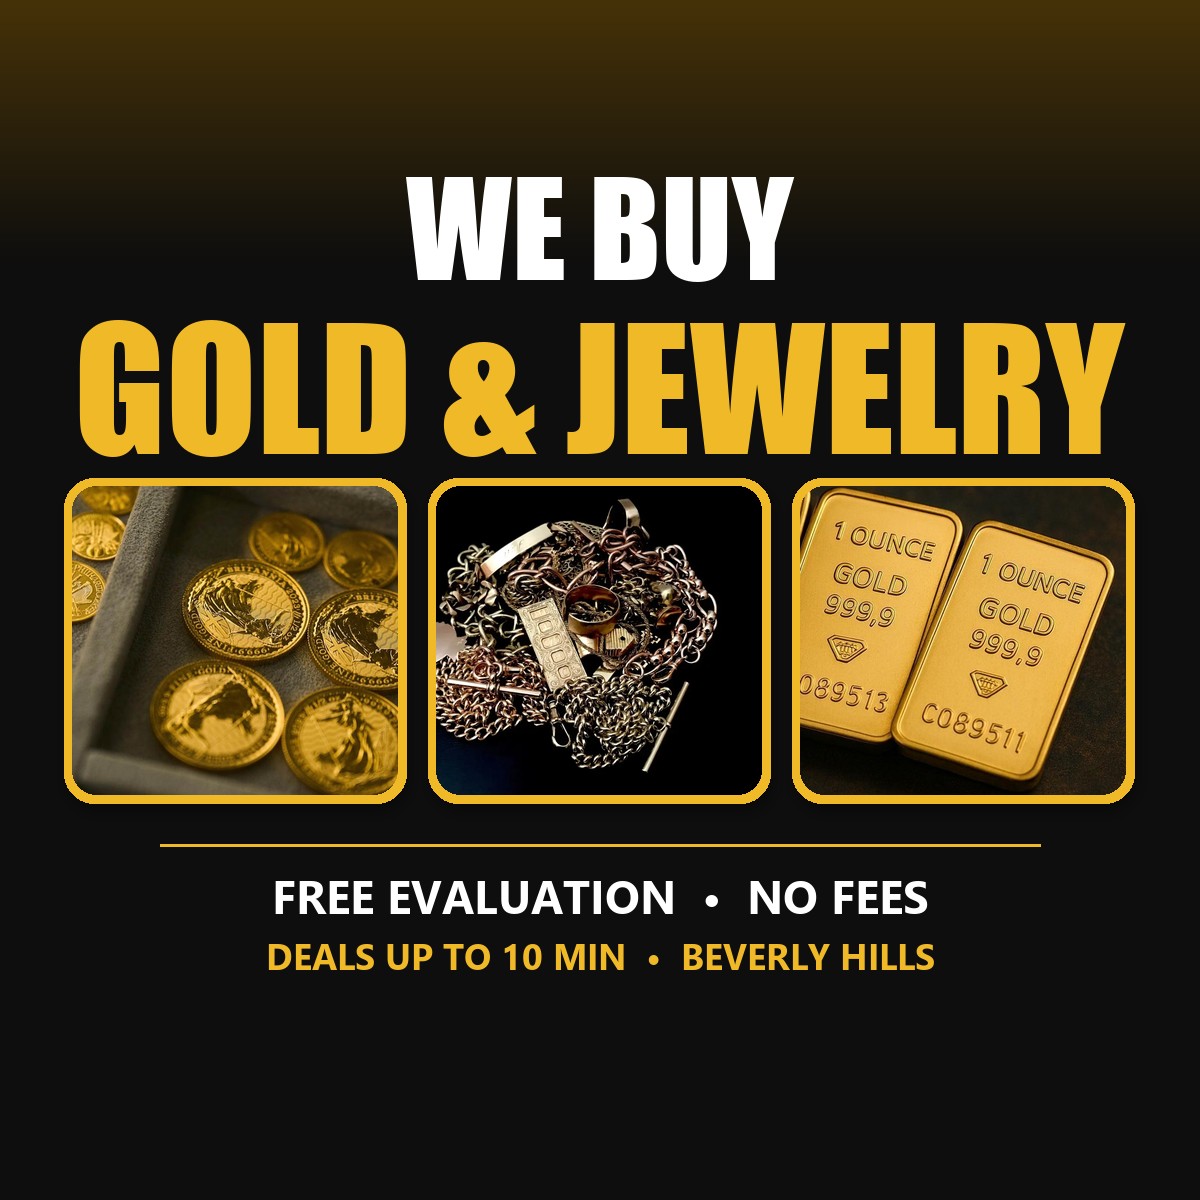 WE BUY
GOLD & JEWELRY
1 OUNCE
GOLD
999,9
089513
1 OUNCE
GOLD
999,9
C089511
FREE EVALUATION • NO FEES
DEALS UP TO 10 MIN • BEVERLY HILLS